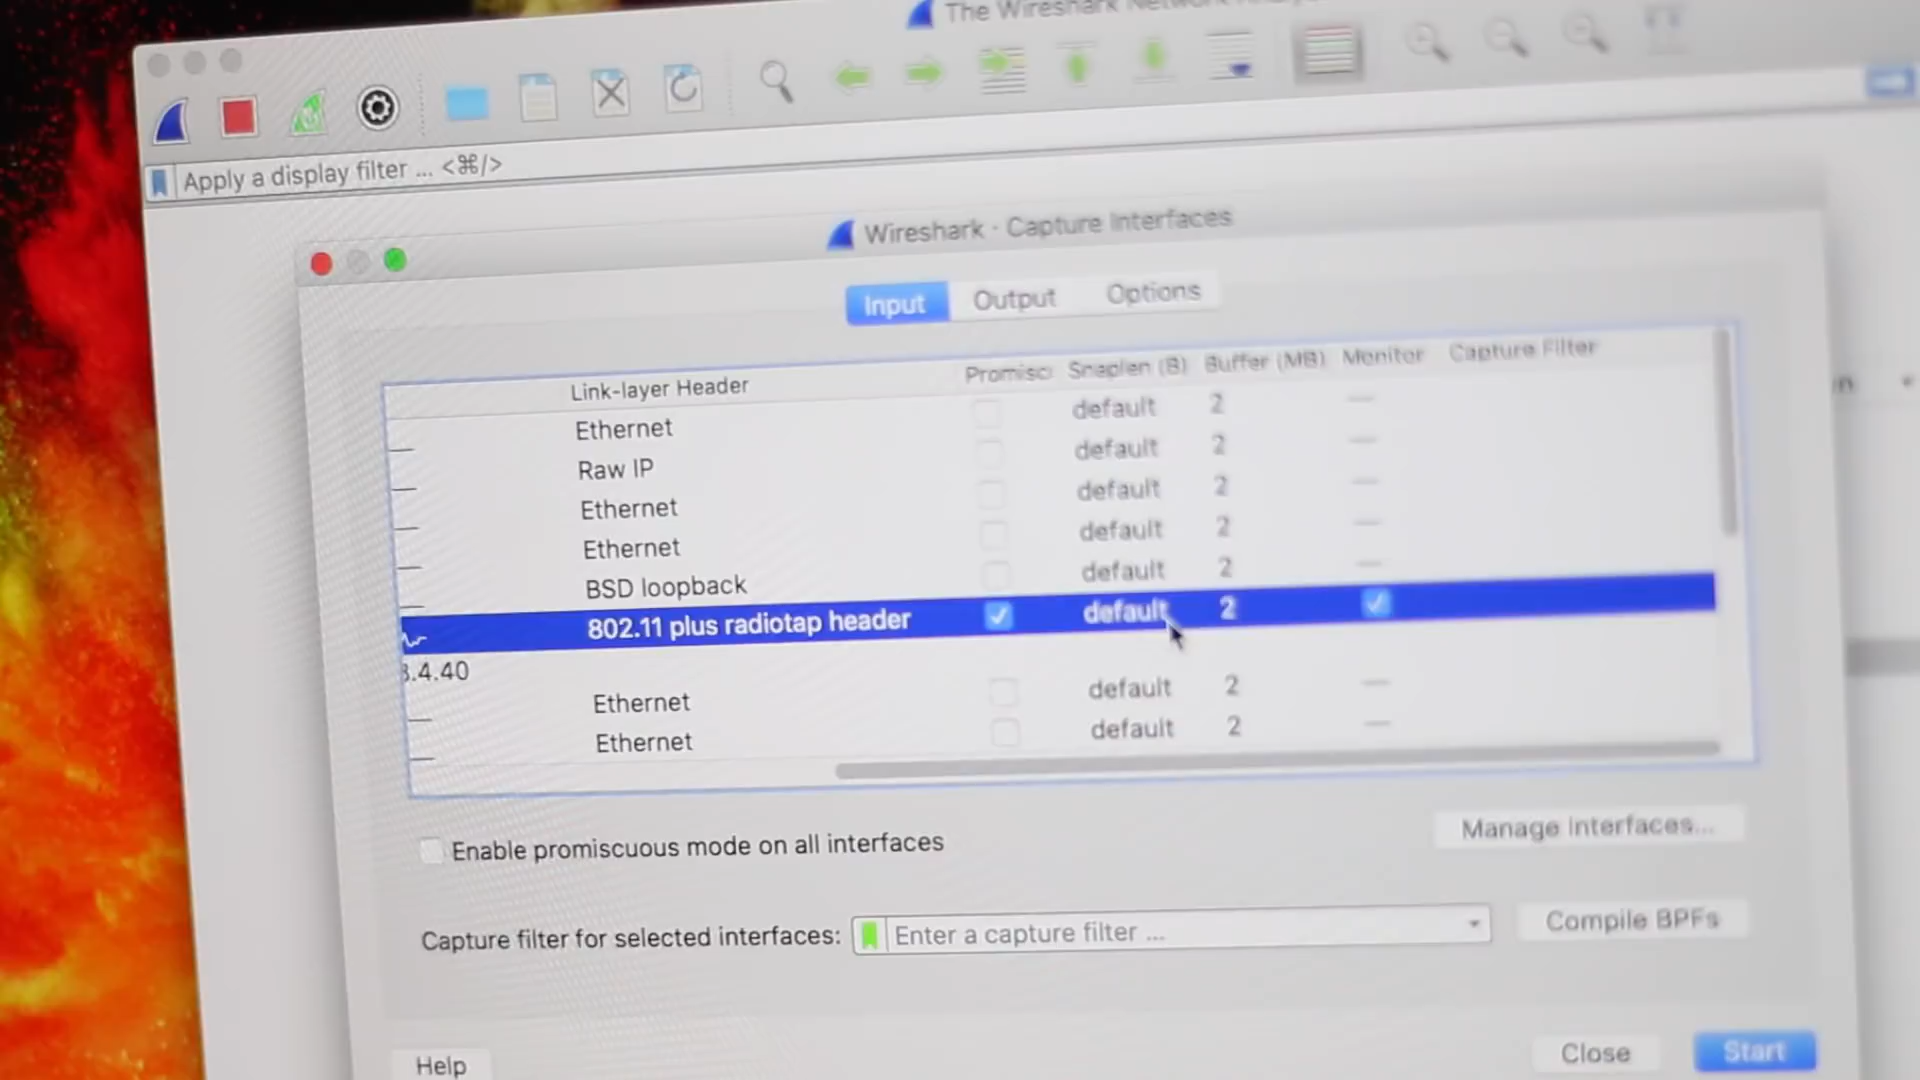 The Wireshark Network
Apply a display filter ... <⌘/>
Wireshark · Capture Interfaces
Input Output Options
Link-layer Header Promisc Snaplen (B) Buffer (MB) Monitor Capture Filter
Ethernet default 2 —
Raw IP default 2 —
Ethernet default 2 —
Ethernet default 2 —
BSD loopback default 2 —
802.11 plus radiotap header default 2
3.4.40
Ethernet default 2 —
Ethernet default 2 —
Enable promiscuous mode on all interfaces
Manage Interfaces...
Capture filter for selected interfaces: Enter a capture filter ... Compile BPFs
Help Close Start